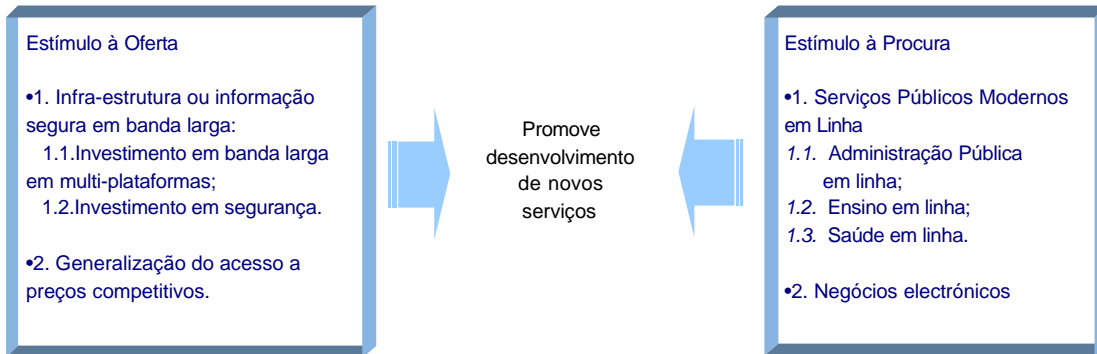 Estímulo à Oferta
•1. Infra-estrutura ou informação
segura em banda larga:
1.1.Investimento em banda larga
em multi-plataformas;
1.2.Investimento em segurança.
•2. Generalização do acesso a
preços competitivos.
Promove
desenvolvimento
de novos
serviços
Estímulo à Procura
•1. Serviços Públicos Modernos
em Linha
1.1. Administração Pública
em linha;
1.2. Ensino em linha;
1.3. Saúde em linha.
•2. Negócios electrónicos